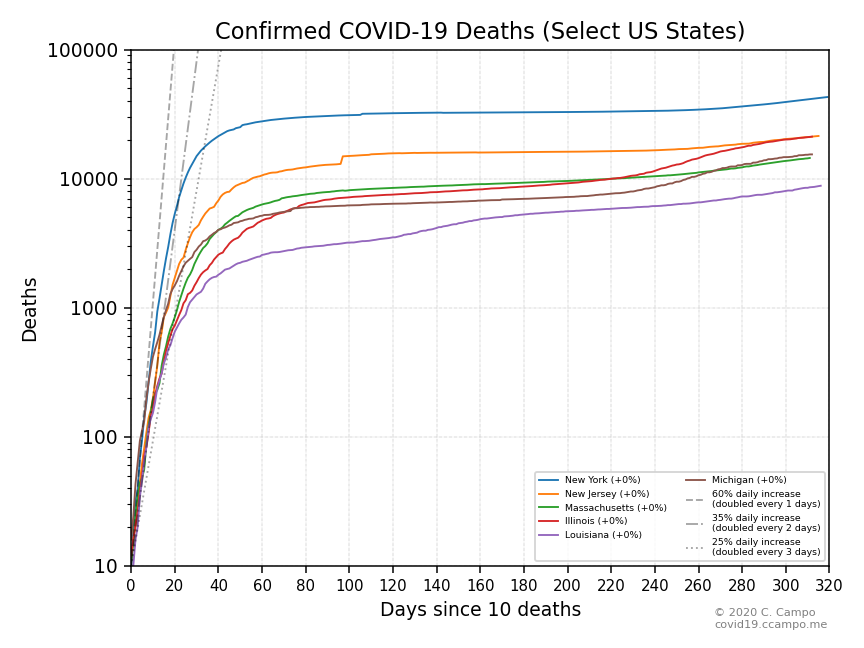 Confirmed COVID-19 Deaths (Select US States)
100000
10000
1000
100
10
Deaths
0 20 40 60 80 100 120 140 160 180 200 220 240 260 280 300 320
Days since 10 deaths
New York (+0%)
New Jersey (+0%)
Massachusetts (+0%)
Illinois (+0%)
Louisiana (+0%)
Michigan (+0%)
60% daily increase
(doubled every 1 days)
35% daily increase
(doubled every 2 days)
25% daily increase
(doubled every 3 days)
© 2020 C. Campo
covid19.ccampo.me